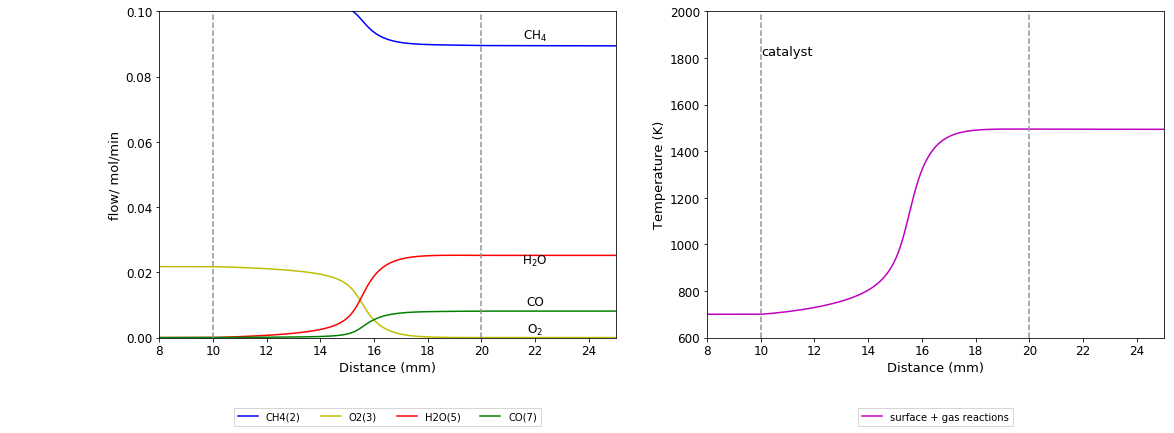 0.10
0.08
0.06
0.04
0.02
0.00
flow/ mol/min
CH4
H2O
CO
O2
8 10 12 14 16 18 20 22 24
Distance (mm)
CH4(2) O2(3) H2O(5) CO(7)
2000
1800
1600
1400
1200
1000
800
600
Temperature (K)
catalyst
8 10 12 14 16 18 20 22 24
Distance (mm)
surface + gas reactions